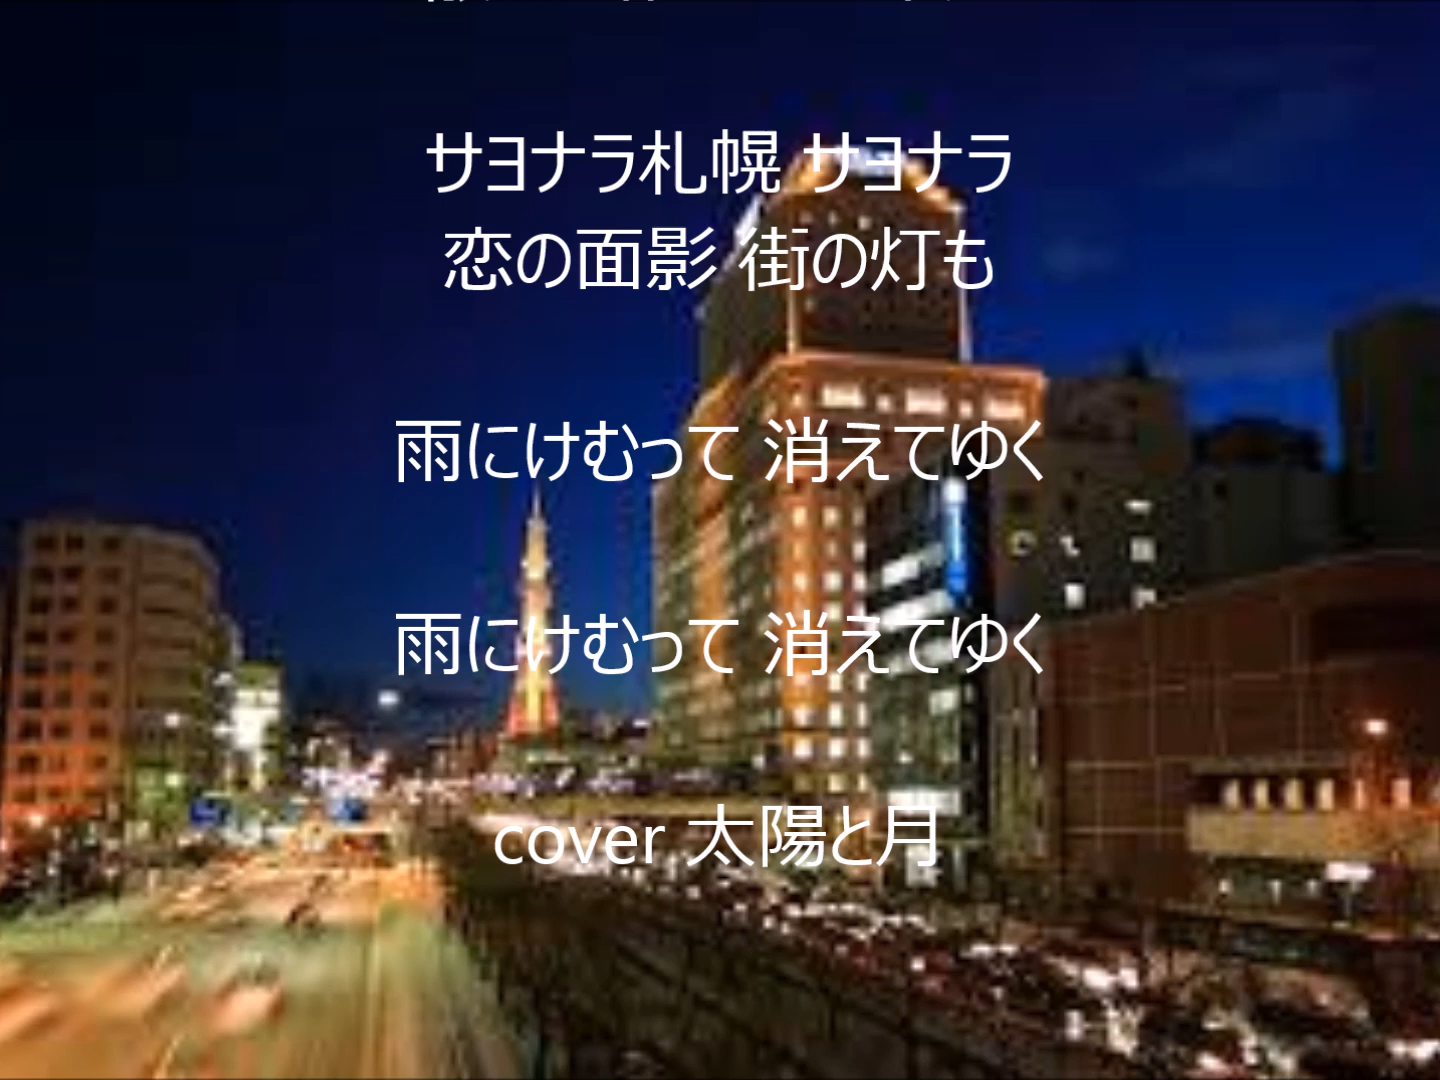 サヨナラ札幌 サヨナラ
恋の面影 街の灯も
雨にけむって 消えてゆく
雨にけむって 消えてゆく
cover 太陽と月